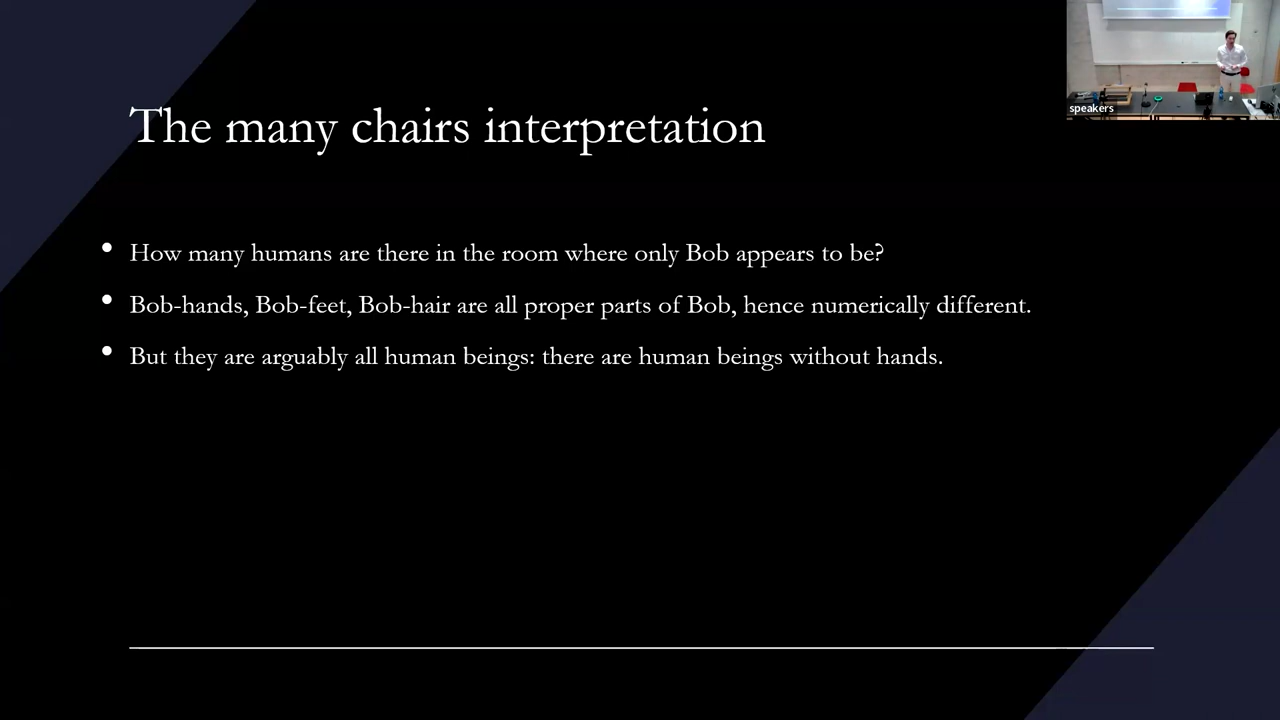 speakers
The many chairs interpretation
• How many humans are there in the room where only Bob appears to be?
• Bob-hands, Bob-feet, Bob-hair are all proper parts of Bob, hence numerically different.
• But they are arguably all human beings: there are human beings without hands.